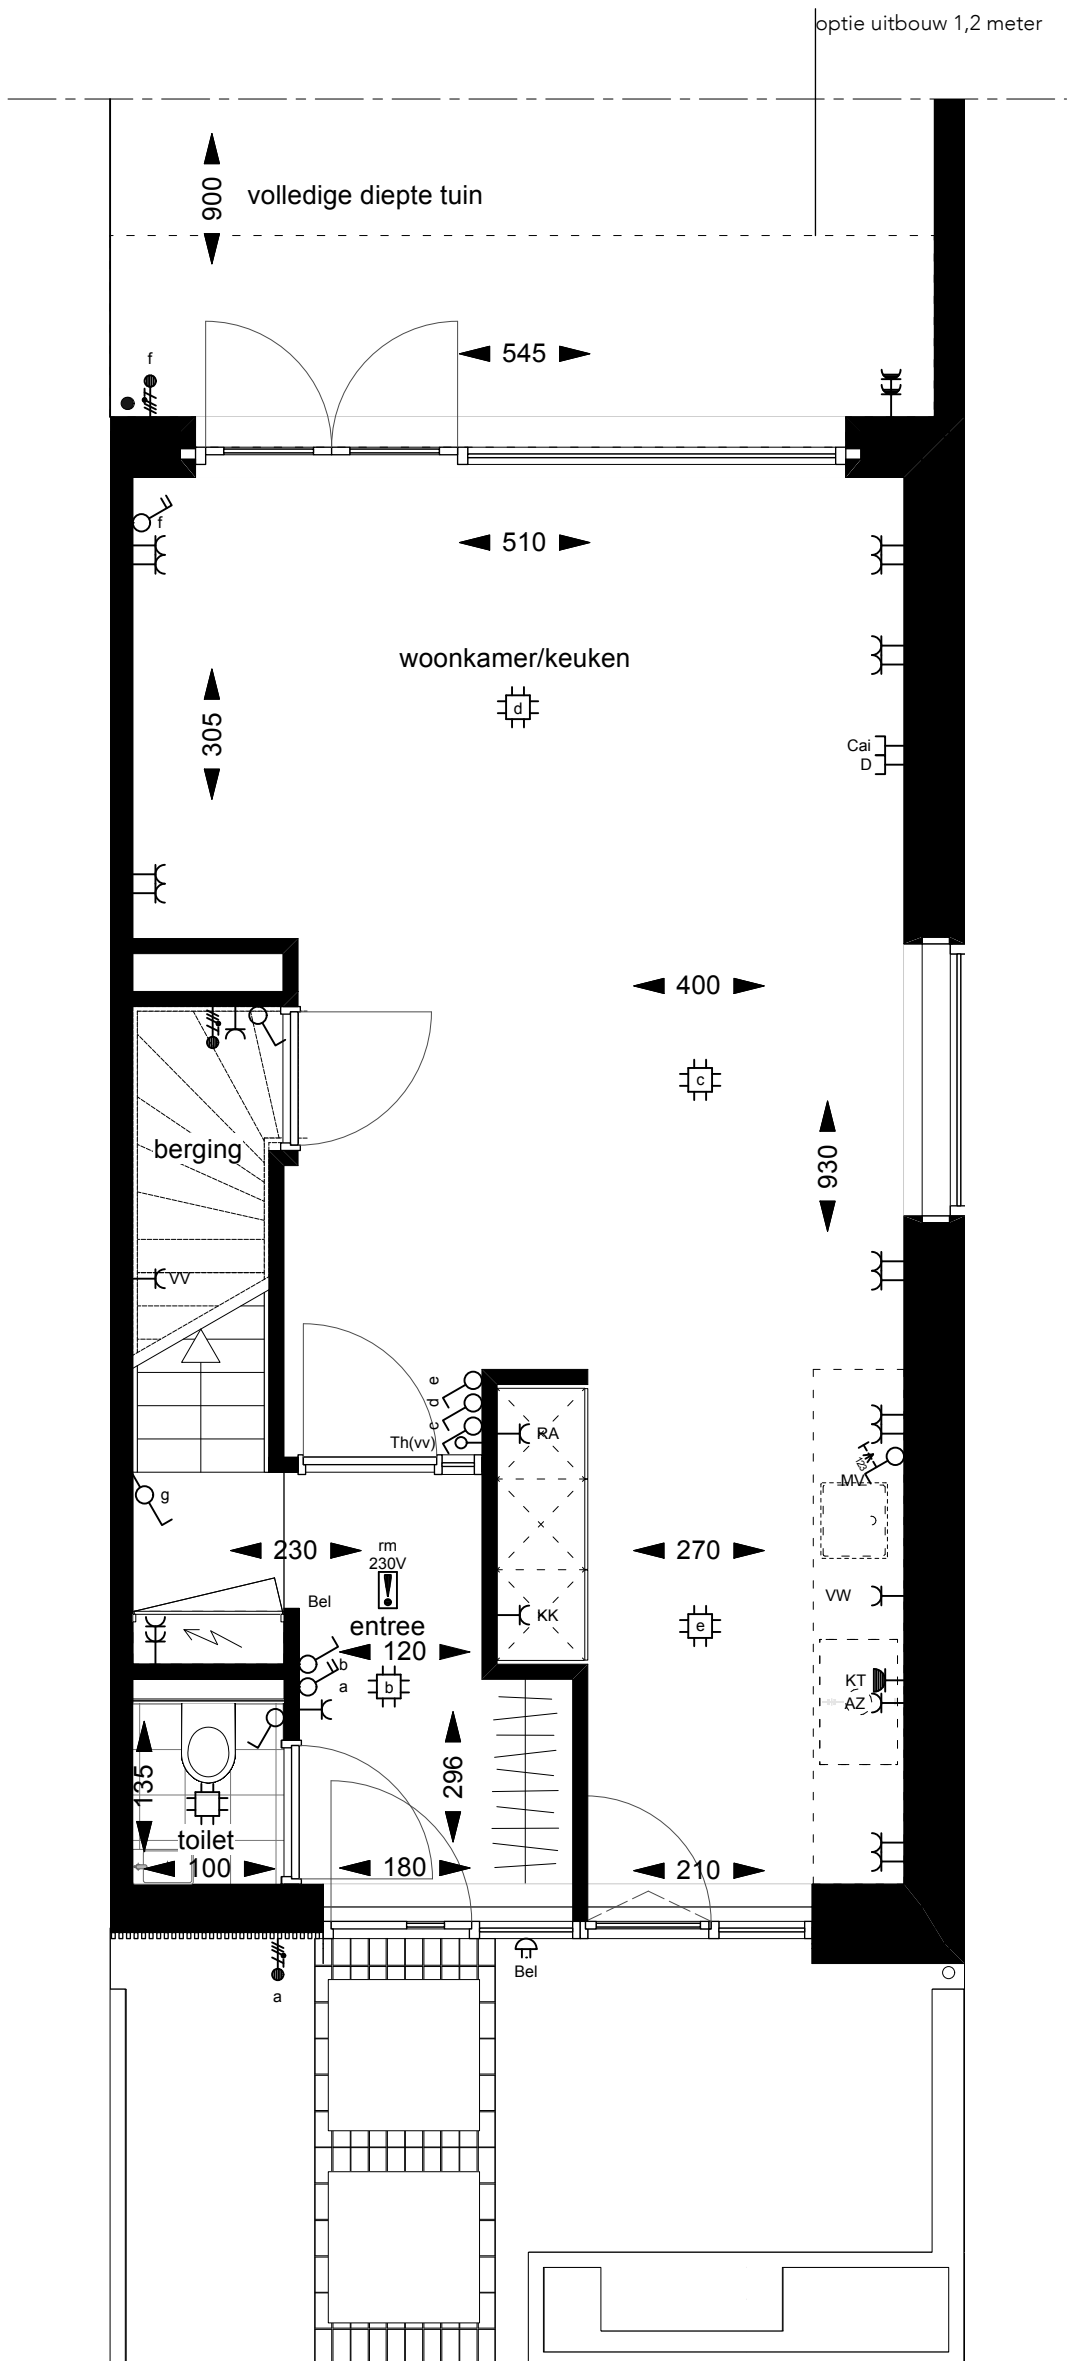 optie uitbouw 1,2 meter
900
volledige diepte tuin
545
f
f
510
woonkamer/keuken
d
305
Cai
D
400
c
930
berging
VV
e
d
c
Th(vv)
RA
123
MV
g
230
rm
230V
270
VW
Bel
entree
120
KK
e
b
a
b
KT
AZ
135
296
toilet
100
180
210
Bel
a